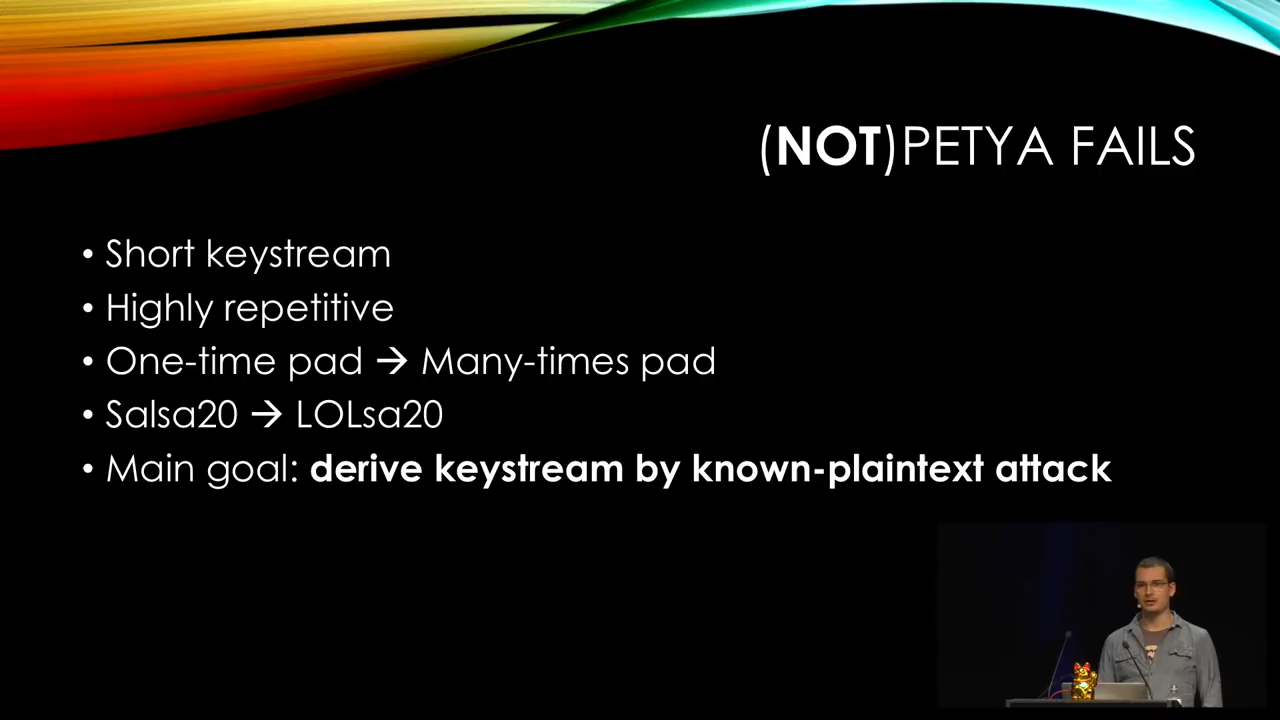 (NOT)PETYA FAILS
• Short keystream
• Highly repetitive
• One-time pad → Many-times pad
• Salsa20 → LOLsa20
• Main goal: derive keystream by known-plaintext attack